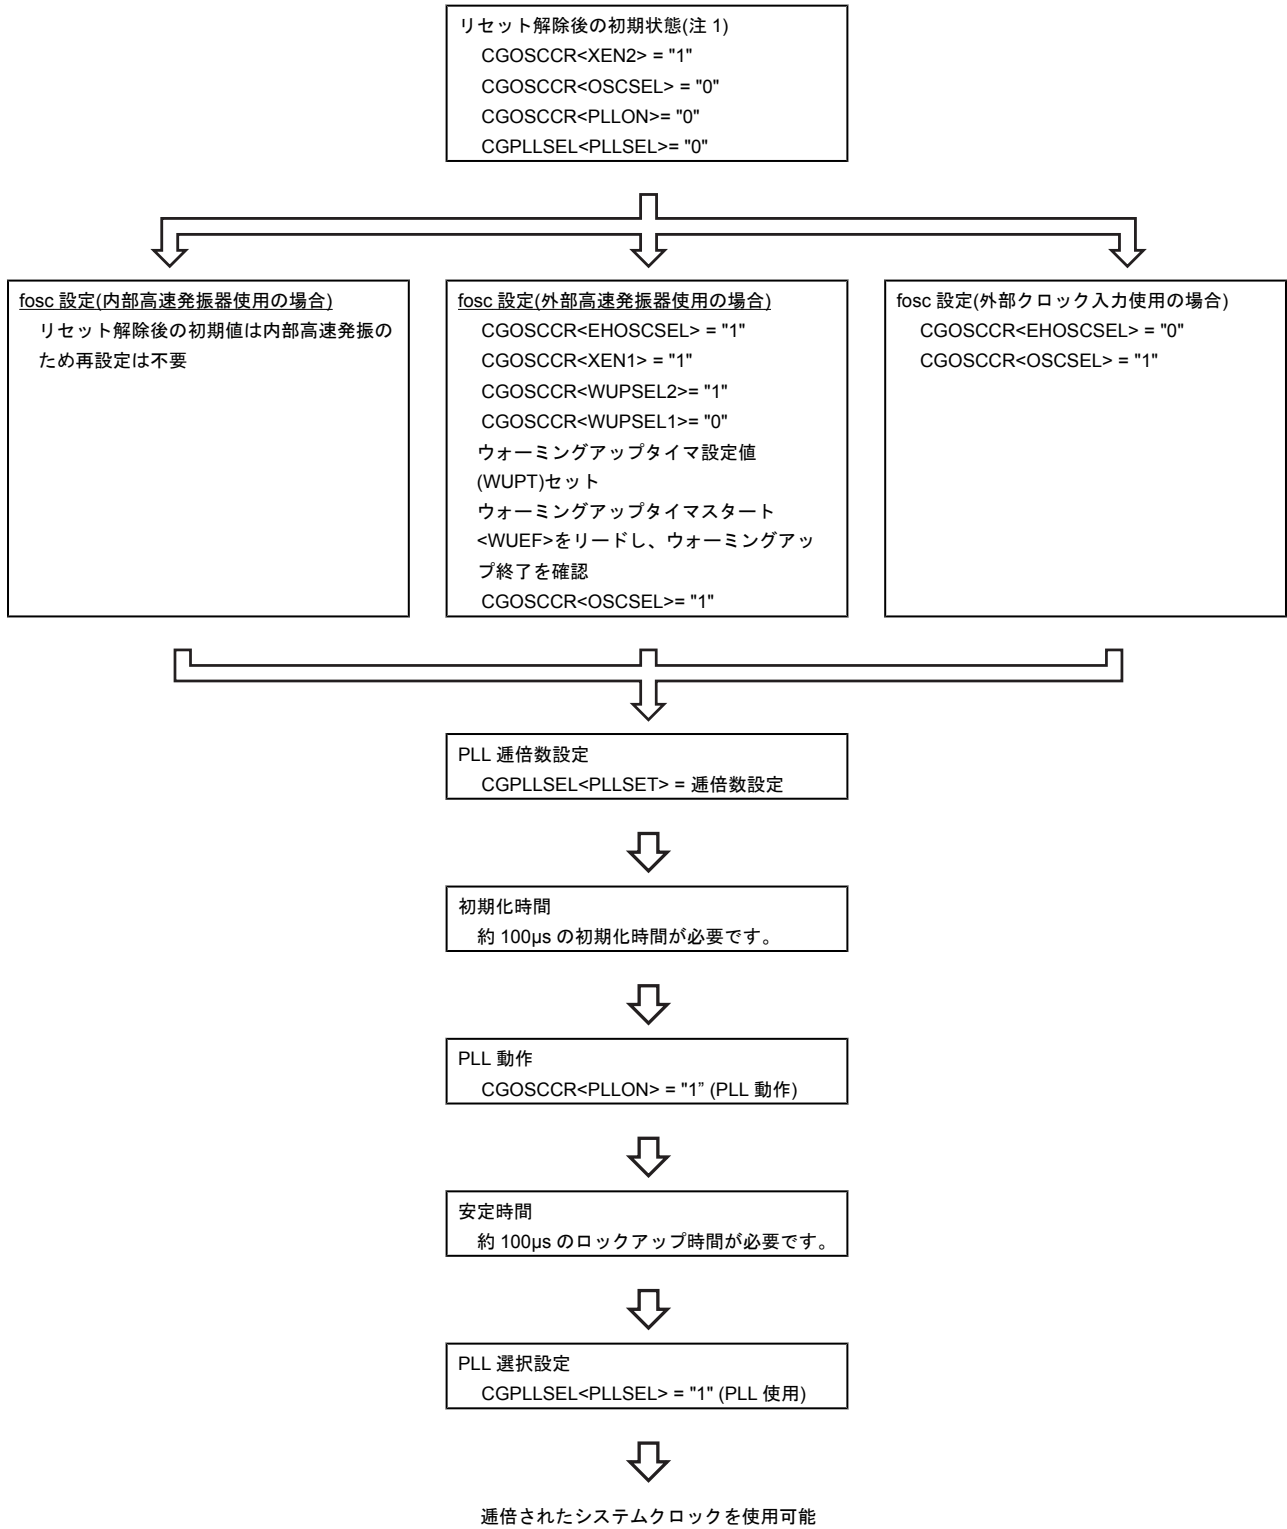 リセット解除後の初期状態(注 1)
CGOSCCR<XEN2> = "1"
CGOSCCR<OSCSEL> = "0"
CGOSCCR<PLLON>= "0"
CGPLLSEL<PLLSEL>= "0"
fosc 設定(内部高速発振器使用の場合)
リセット解除後の初期値は内部高速発振の
ため再設定は不要
fosc 設定(外部高速発振器使用の場合)
CGOSCCR<EHOSCSEL> = "1"
CGOSCCR<XEN1> = "1"
CGOSCCR<WUPSEL2>= "1"
CGOSCCR<WUPSEL1>= "0"
ウォーミングアップタイマ設定値
(WUPT)セット
ウォーミングアップタイマスタート
<WUEF>をリードし、ウォーミングアッ
プ終了を確認
CGOSCCR<OSCSEL>= "1"
fosc 設定(外部クロック入力使用の場合)
CGOSCCR<EHOSCSEL> = "0"
CGOSCCR<OSCSEL> = "1"
PLL 逓倍数設定
CGPLLSEL<PLLSET> = 逓倍数設定
初期化時間
約 100μs の初期化時間が必要です。
PLL 動作
CGOSCCR<PLLON> = "1” (PLL 動作)
安定時間
約 100μs のロックアップ時間が必要です。
PLL 選択設定
CGPLLSEL<PLLSEL> = "1" (PLL 使用)
逓倍されたシステムクロックを使用可能